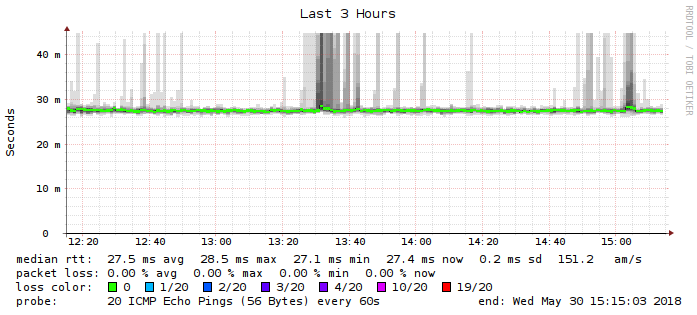 Last 3 Hours
RRDTOOL / TOBI OETIKER
Seconds
40 m
30 m
20 m
10 m
0
12:20 12:40 13:00 13:20 13:40 14:00 14:20 14:40 15:00
median rtt: 27.5 ms avg 28.5 ms max 27.1 ms min 27.4 ms now 0.2 ms sd 151.2 am/s
packet loss: 0.00 % avg 0.00 % max 0.00 % min 0.00 % now
loss color: 0 1/20 2/20 3/20 4/20 10/20 19/20
probe: 20 ICMP Echo Pings (56 Bytes) every 60s end: Wed May 30 15:15:03 2018